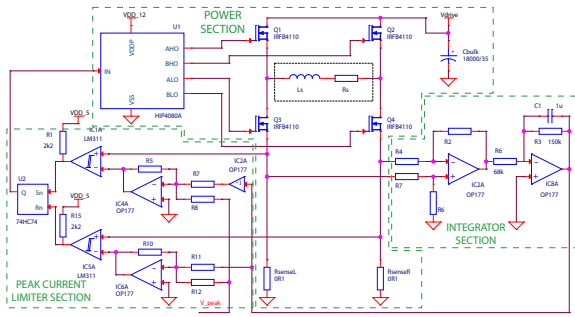 POWER
SECTION
VDD_12
U1
VDDP
IN
VSS
AHO
BHO
ALO
BLO
HIP4080A
Q1
IRFB4110
Q2
IRFB4110
Vdrive
Cbulk
18000/35
Ls
Rs
Q3
IRFB4110
Q4
IRFB4110
C1
1u
R3
150k
R2
R4
R7
R6
68k
IC2A
OP177
IC8A
OP177
R6
INTEGRATOR
SECTION
VDD_5
R1
2k2
IC1A
LM311
U2
Q
Sn
Rn
74HC74
R5
IC4A
OP177
R7
R8
IC2A
OP177
VDD_5
R15
2k2
IC5A
LM311
R10
IC6A
OP177
R11
R12
V_peak
RsenseL
0R1
RsenseR
0R1
PEAK CURRENT
LIMITER SECTION